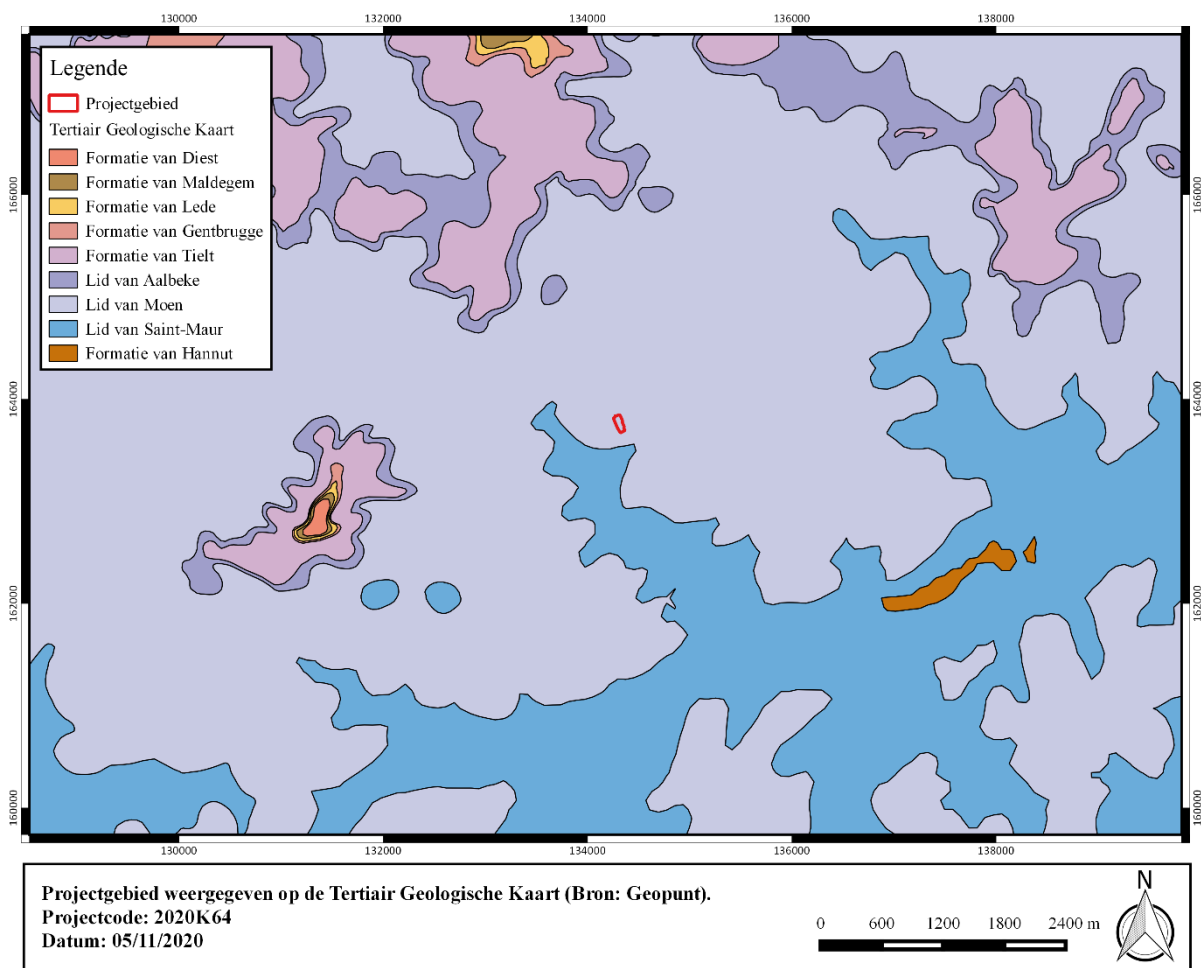 130000 132000 134000 136000 138000
Legende
Projectgebied
Tertiair Geologische Kaart
Formatie van Diest
Formatie van Maldegem
Formatie van Lede
Formatie van Gentbrugge
Formatie van Tielt
Lid van Aalbeke
Lid van Moen
Lid van Saint-Maur
Formatie van Hannut
166000 166000
164000 164000
162000 162000
160000 160000
130000 132000 134000 136000 138000
Projectgebied weergegeven op de Tertiair Geologische Kaart (Bron: Geopunt).
Projectcode: 2020K64
Datum: 05/11/2020
0 600 1200 1800 2400 m
N